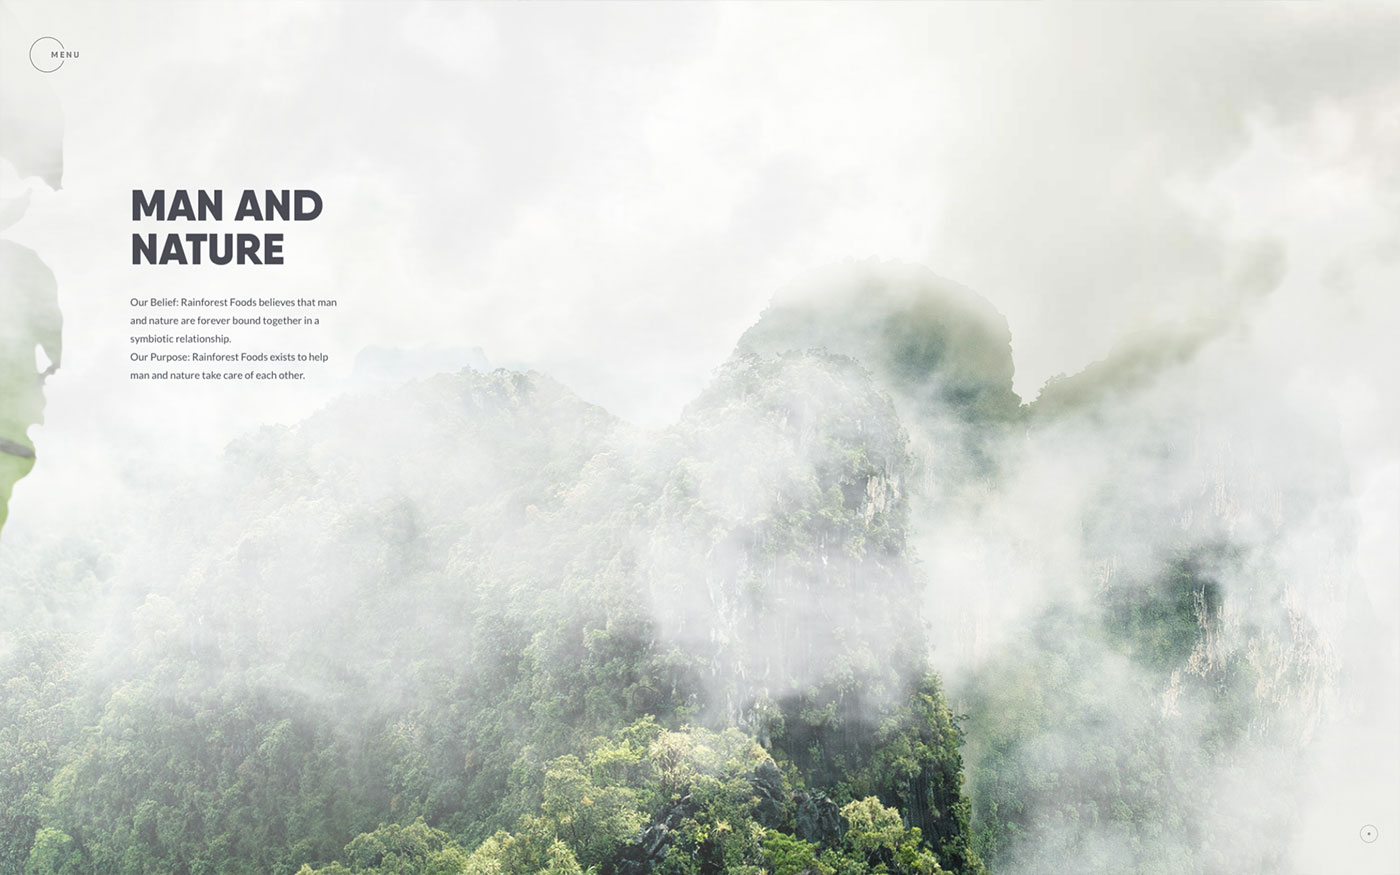 MENU
MAN AND
NATURE
Our Belief: Rainforest Foods believes that man
and nature are forever bound together in a
symbiotic relationship.
Our Purpose: Rainforest Foods exists to help
man and nature take care of each other.